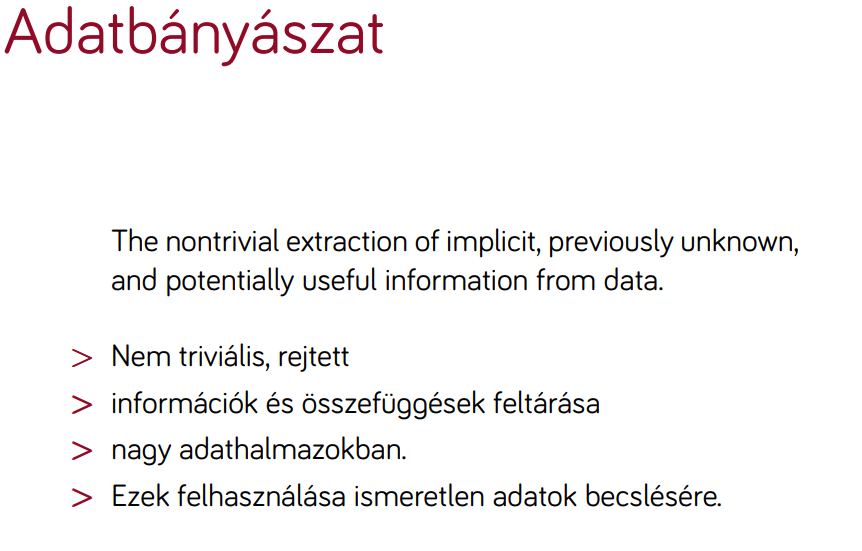 Adatbányászat
The nontrivial extraction of implicit, previously unknown,
and potentially useful information from data.
> Nem triviális, rejtett
> információk és összefüggések feltárása
> nagy adathalmazokban.
> Ezek felhasználása ismeretlen adatok becslésére.